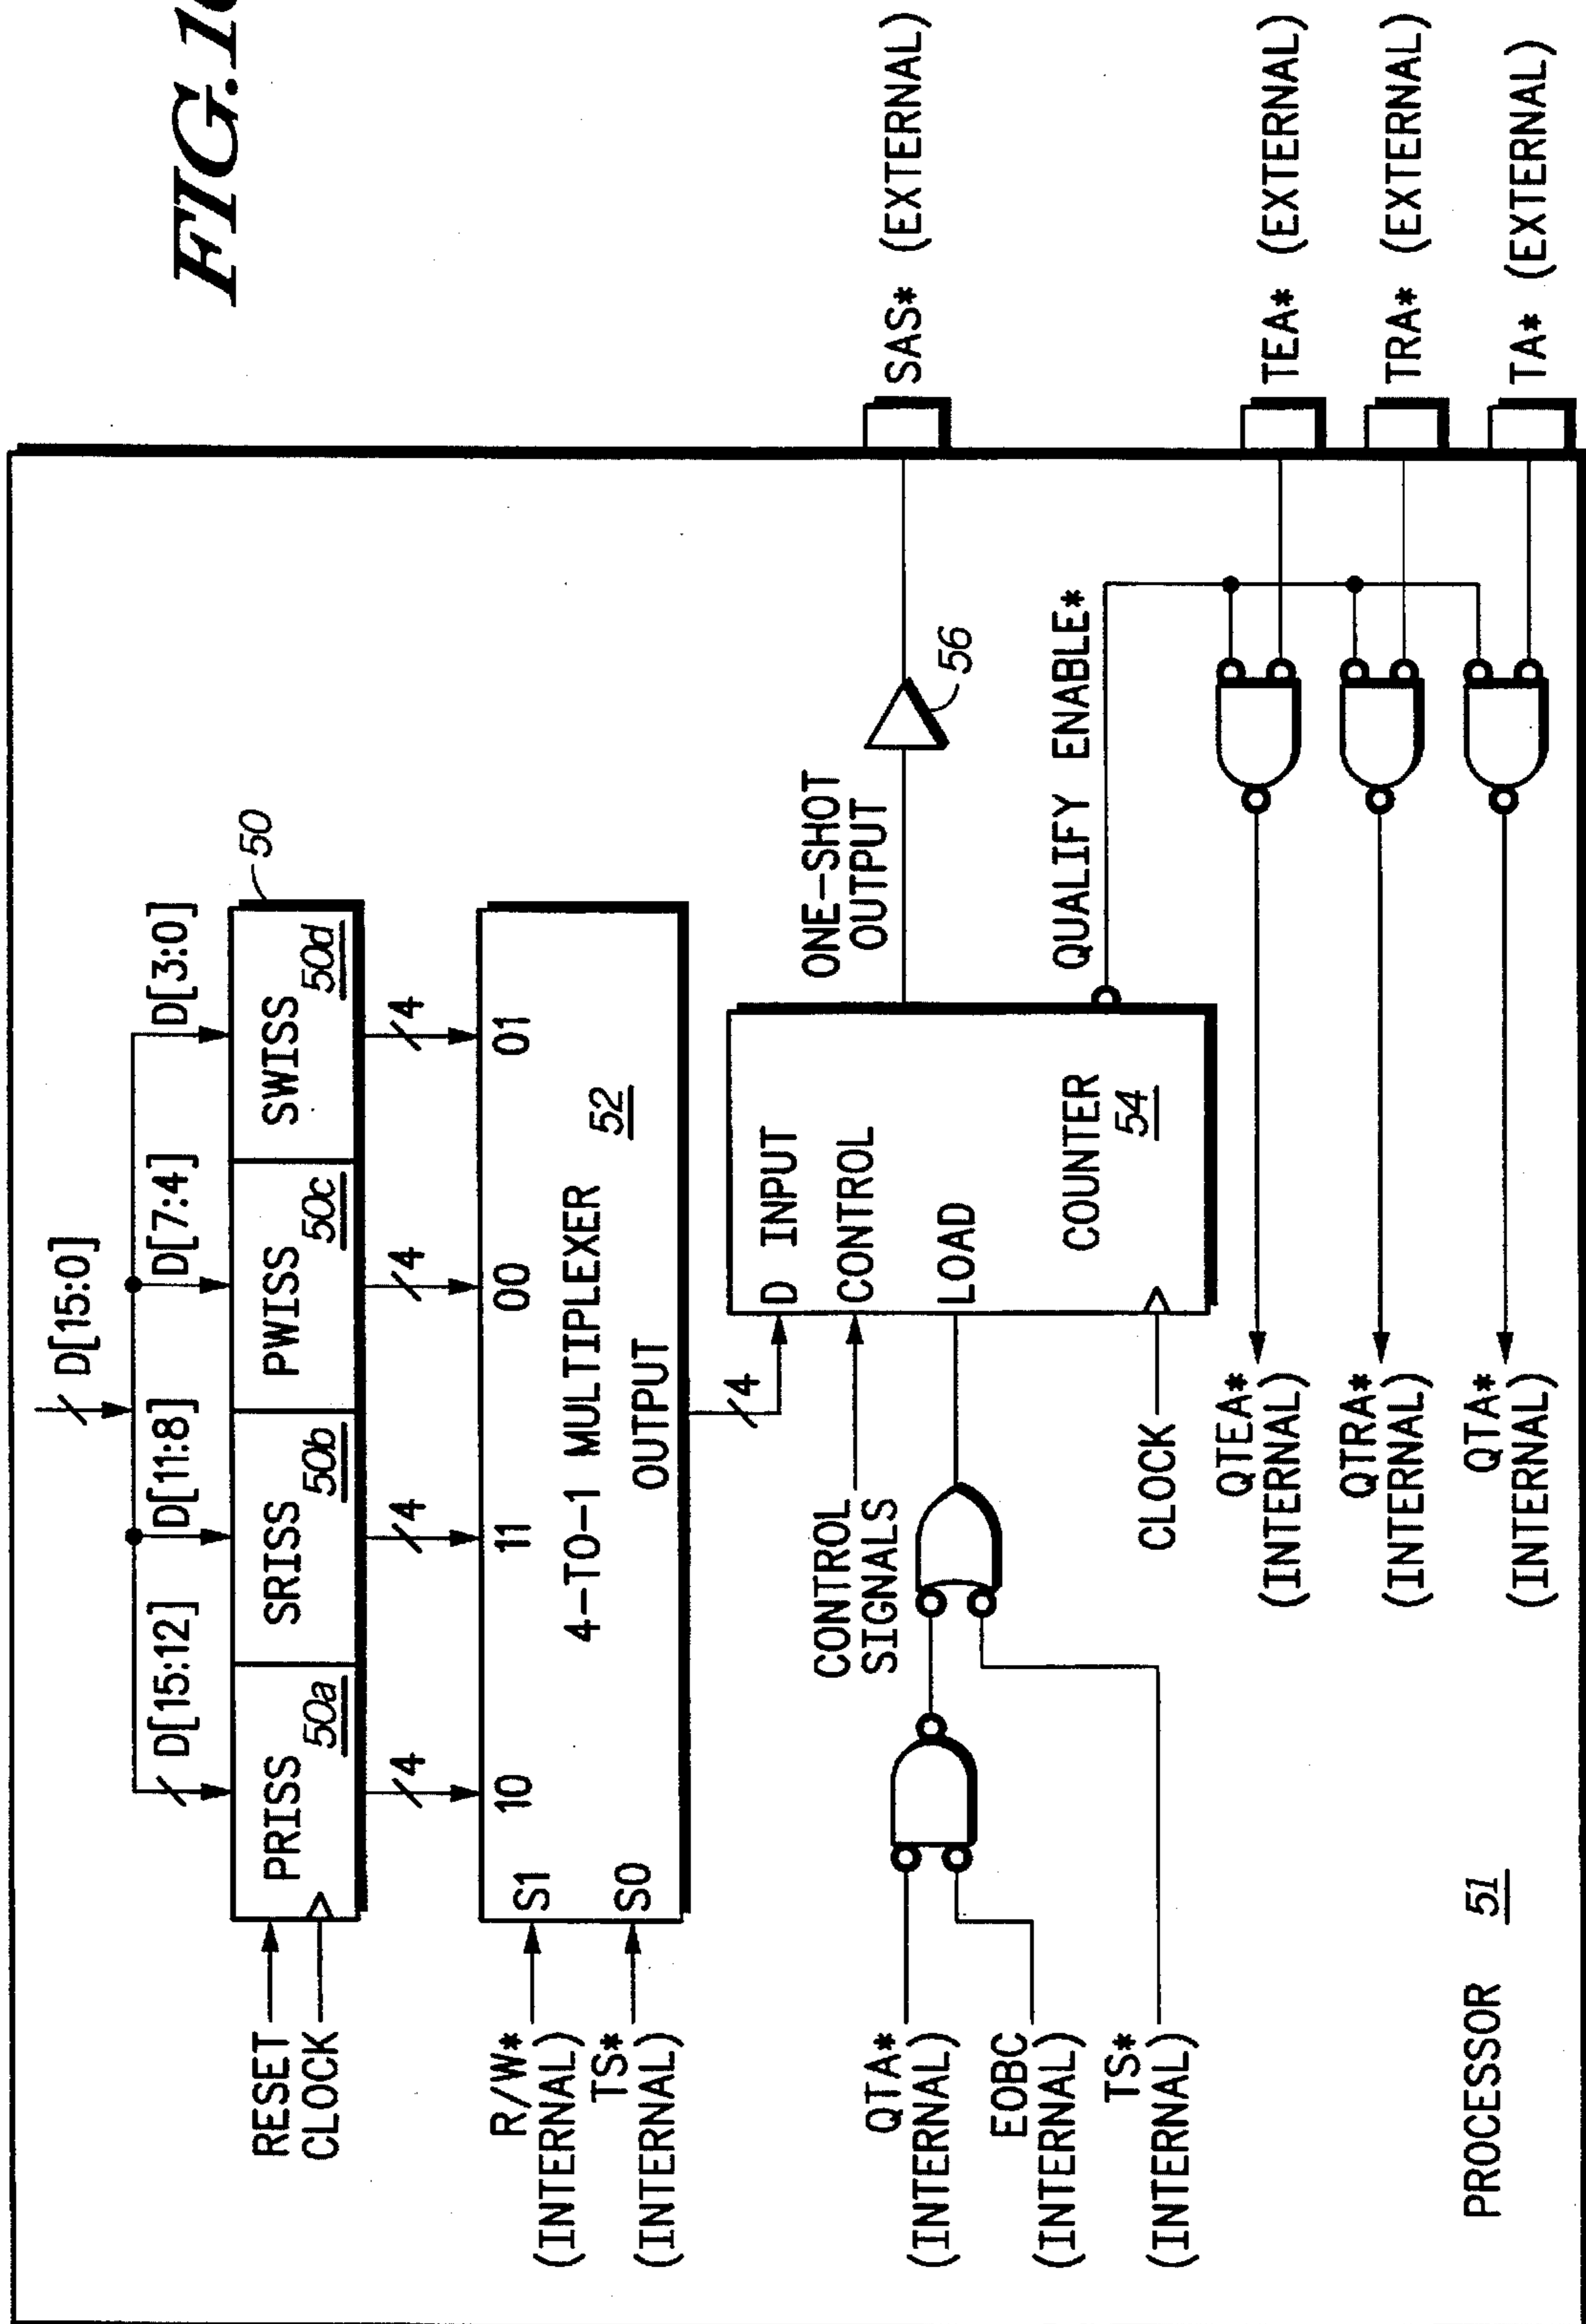 FIG.10
D[15:0]
D[15:12]
D[11:8]
D[7:4]
D[3:0]
50
RESET
CLOCK
PRISS
50a
SRISS
50b
PWISS
50c
SWISS
50d
4
4
4
4
R/W*
(INTERNAL)
TS*
(INTERNAL)
S1
S0
10
11
00
01
4-TO-1 MULTIPLEXER
52
OUTPUT
4
D INPUT
CONTROL
LOAD
COUNTER
54
CONTROL
SIGNALS
CLOCK
ONE-SHOT
OUTPUT
56
SAS* (EXTERNAL)
QUALIFY ENABLE*
QTA*
(INTERNAL)
EOBC
(INTERNAL)
TS*
(INTERNAL)
QTEA*
(INTERNAL)
QTRA*
(INTERNAL)
QTA*
(INTERNAL)
TEA* (EXTERNAL)
TRA* (EXTERNAL)
TA* (EXTERNAL)
PROCESSOR 51